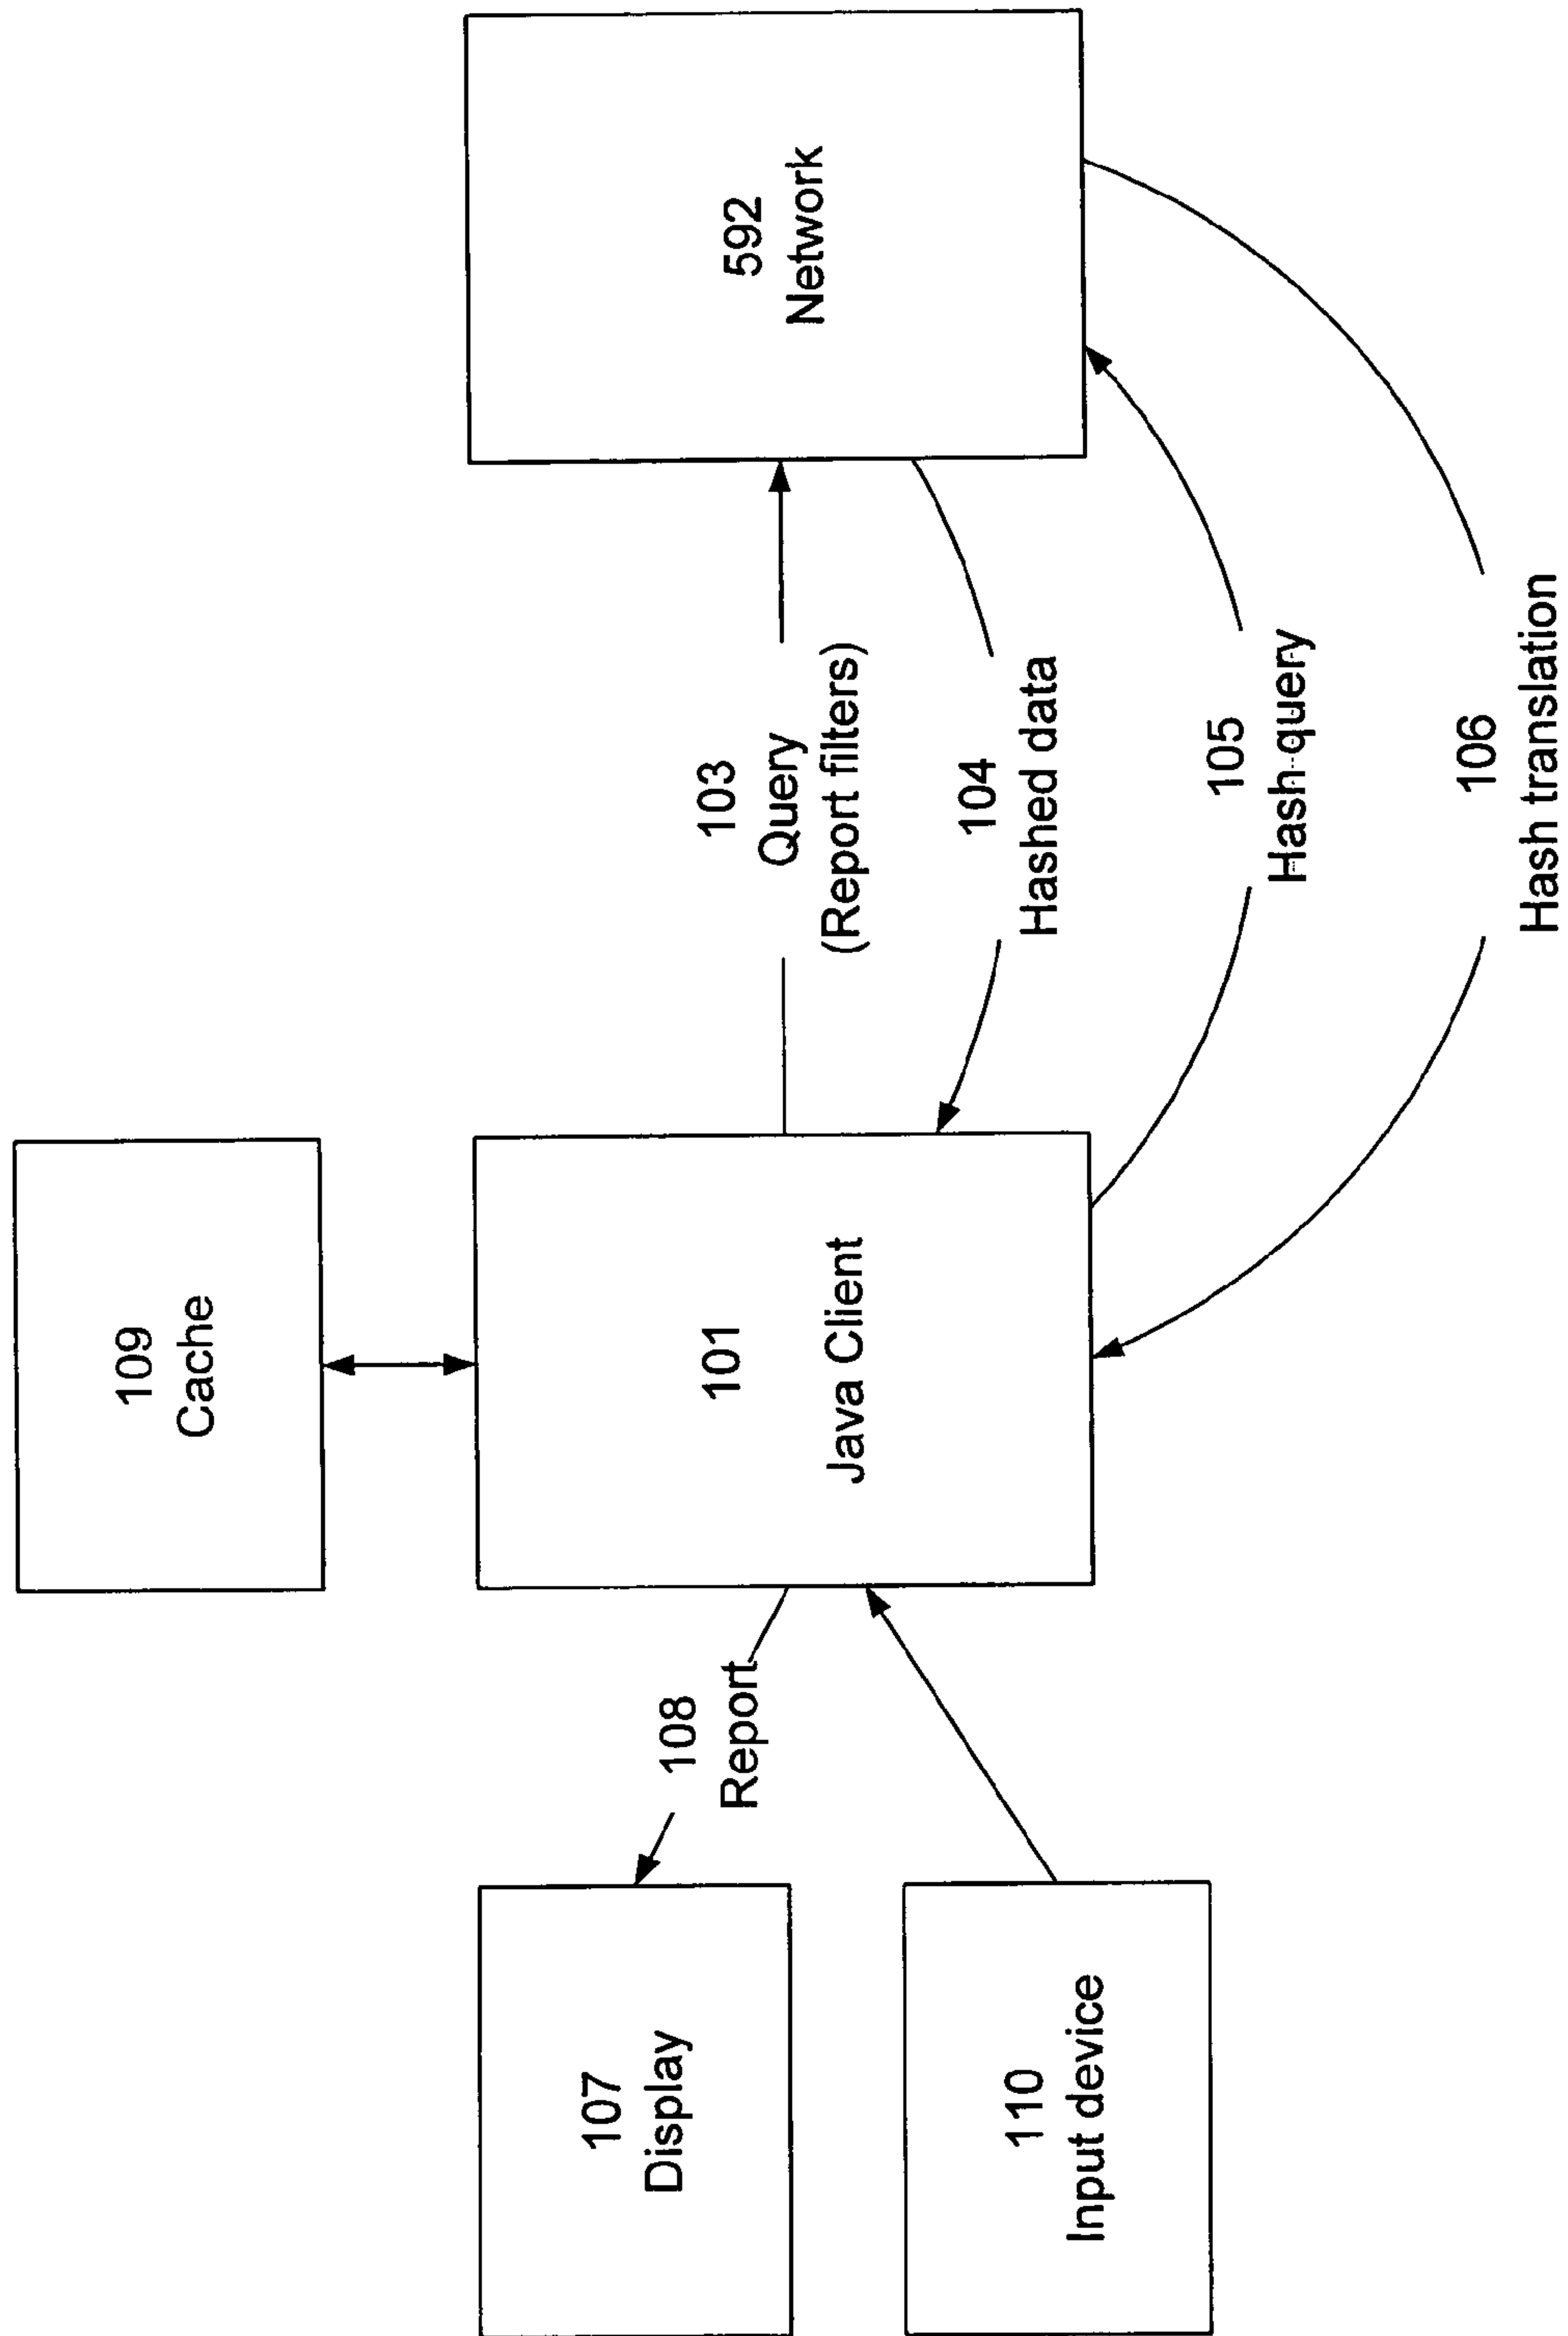 109
Cache
107
Display
108
Report
101
Java Client
103
Query
(Report filters)
592
Network
104
Hashed data
110
Input device
105
Hash query
106
Hash translation